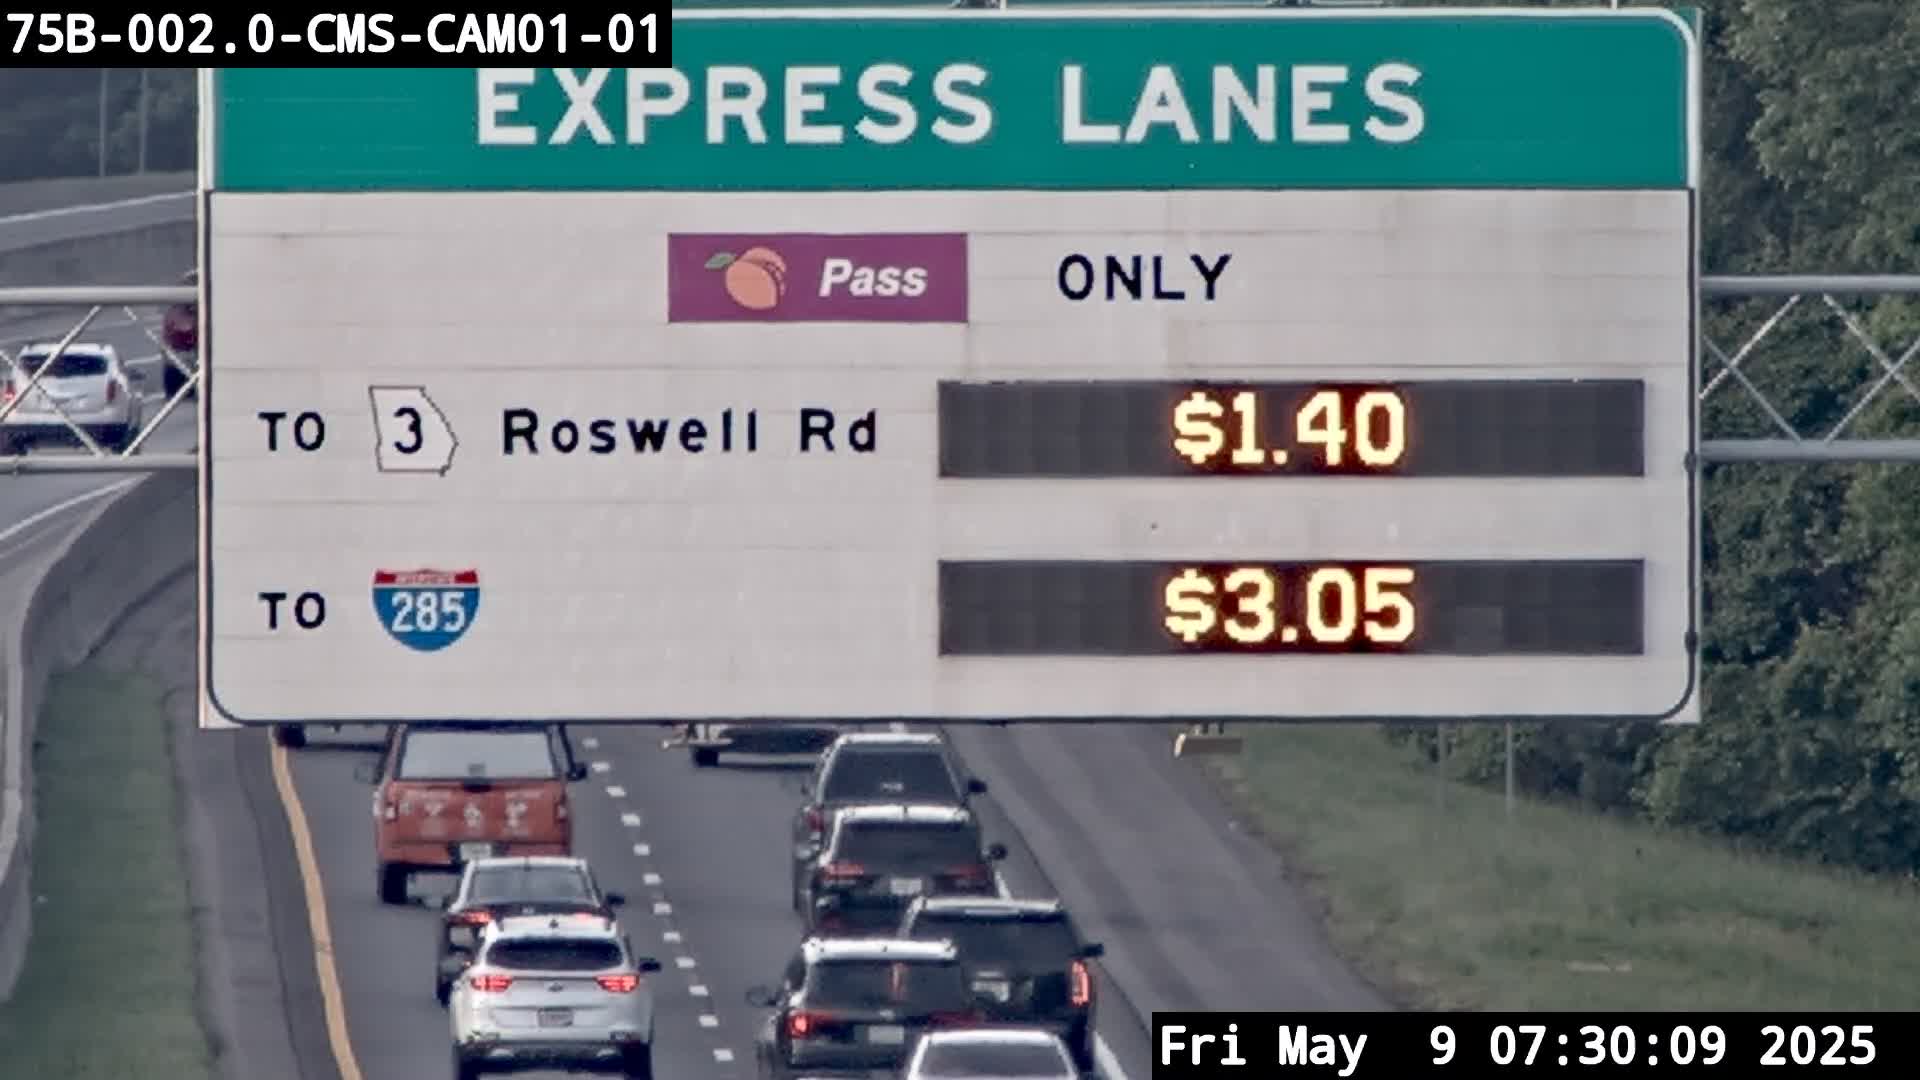 75B-002.0-CMS-CAM01-01
EXPRESS LANES
Pass ONLY
TO 3 Roswell Rd $1.40
TO 285 $3.05
Fri May 9 07:30:09 2025